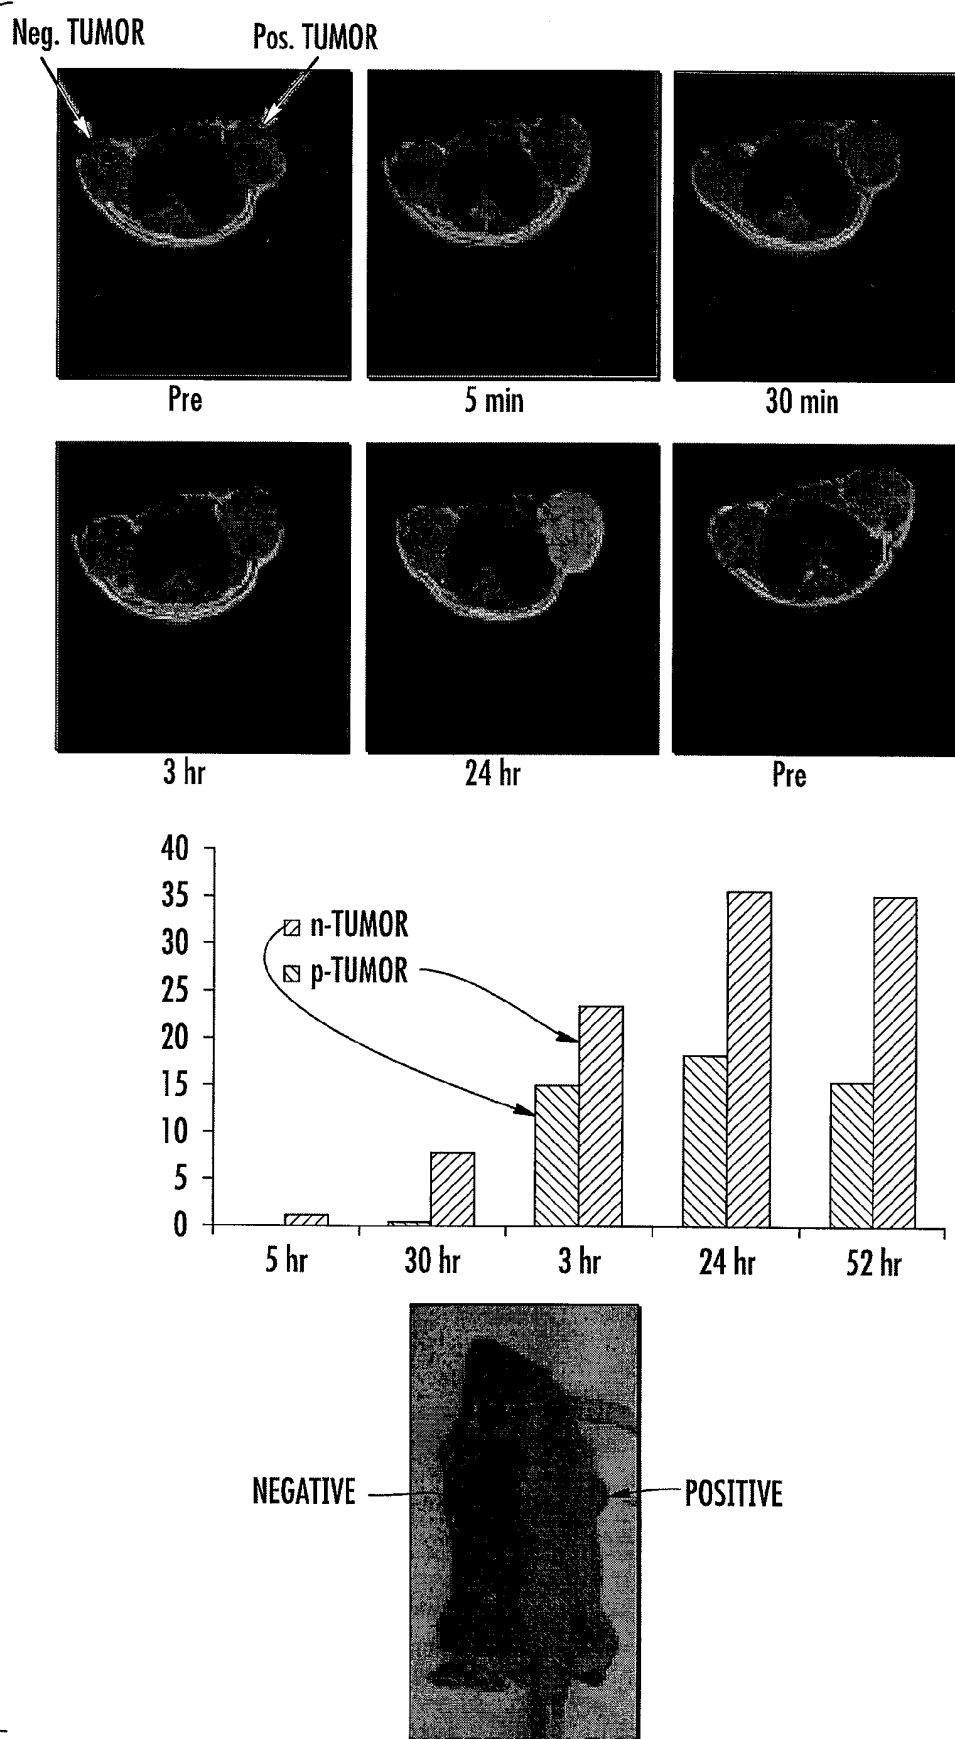 Neg. TUMOR
Pos. TUMOR
Pre
5 min
30 min
3 hr
24 hr
Pre
40
35
30
25
20
15
10
5
0
n-TUMOR
p-TUMOR
5 hr
30 hr
3 hr
24 hr
52 hr
NEGATIVE
POSITIVE